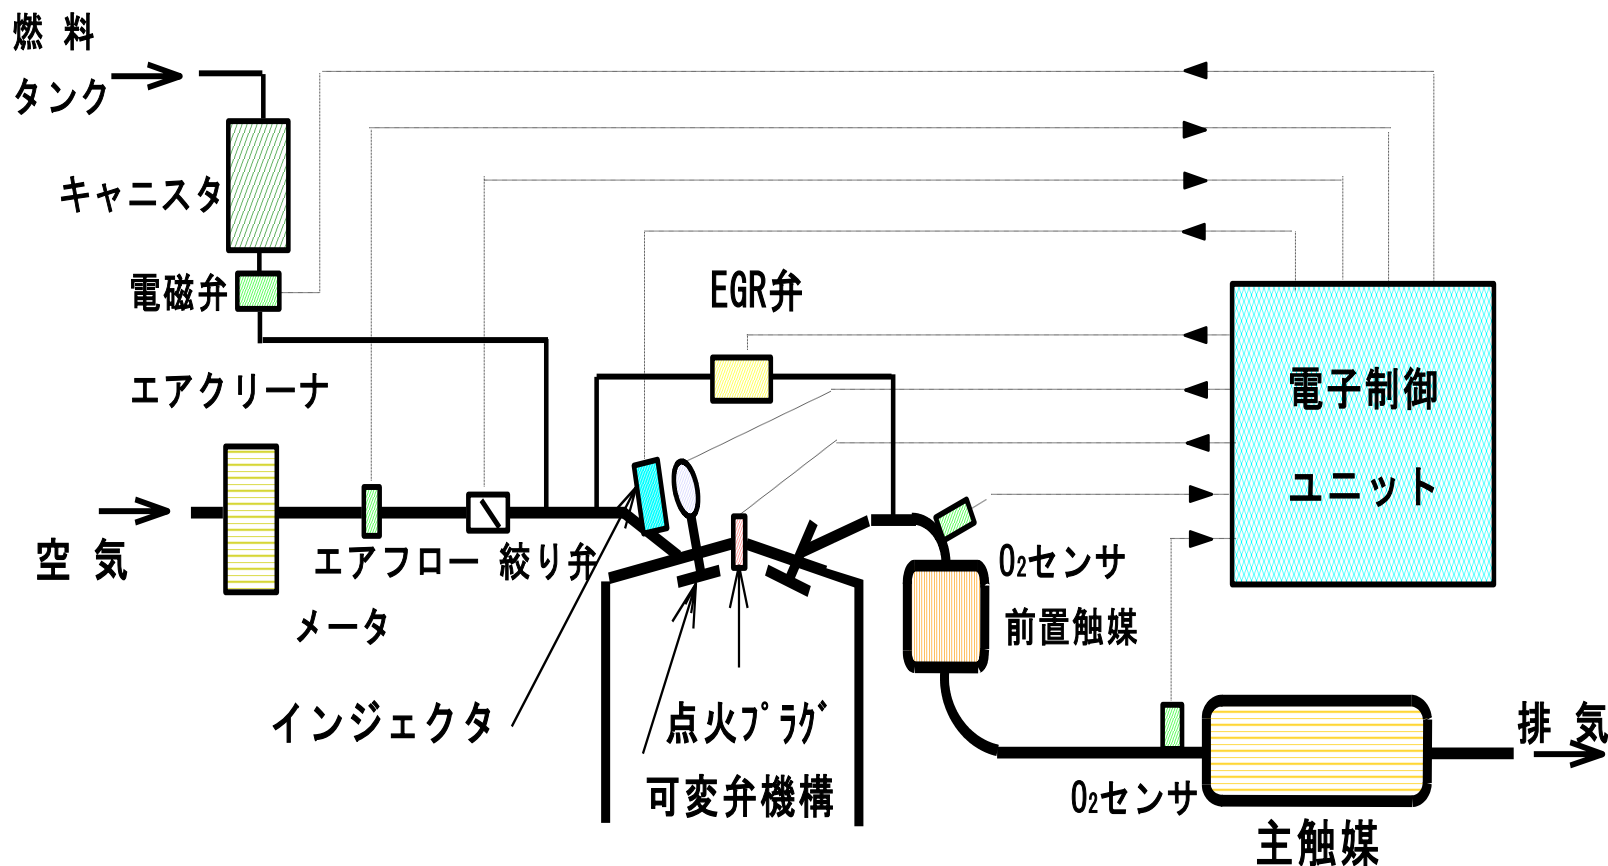 燃料
タンク
キャニスタ
電磁弁
EGR弁
エアクリーナ
電子制御
ユニット
空気
エアフロー
メータ
絞り弁
O₂センサ
前置触媒
インジェクタ
点火プラグ
可変弁機構
O₂センサ
主触媒
排気